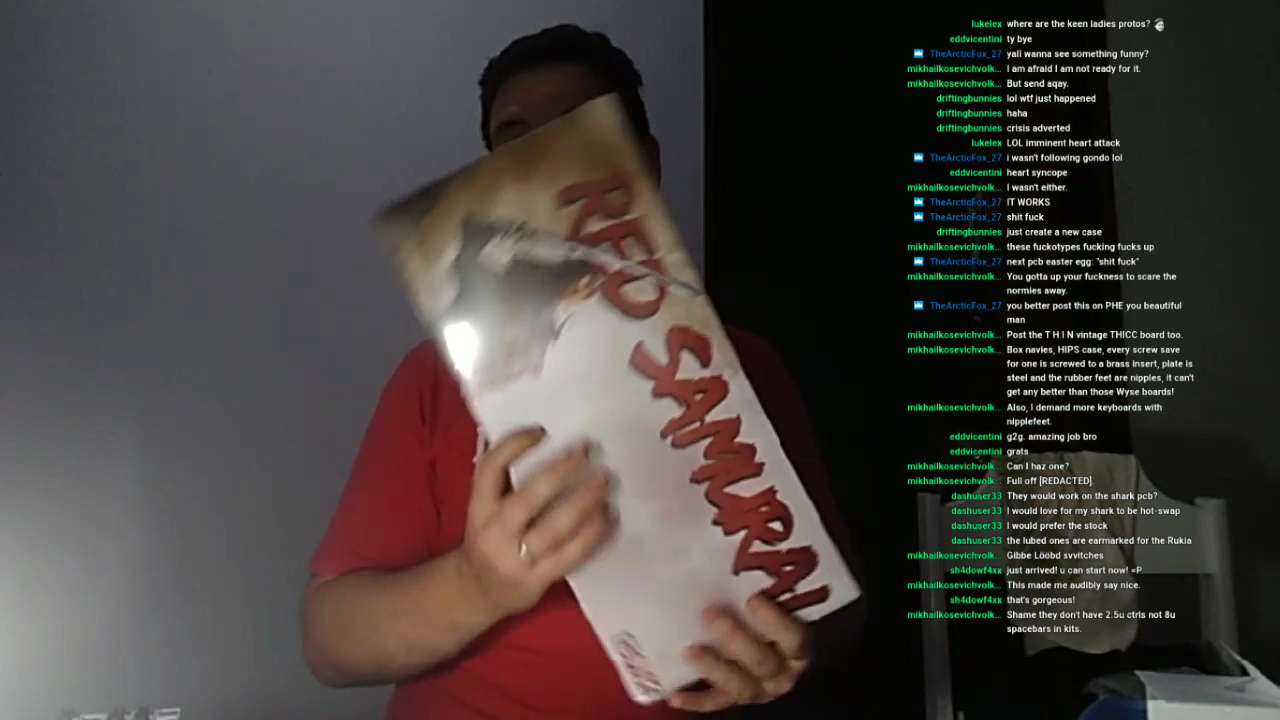 RED SAMURAI
lukelex where are the keen ladies protos?
eddvicentini ty bye
TheArcticFox_27 yall wanna see something funny?
mikhailkosevichvolk... I am afraid I am not ready for it.
mikhailkosevichvolk... But send aqay.
driftingbunnies lol wtf just happened
driftingbunnies haha
driftingbunnies crisis adverted
lukelex LOL imminent heart attack
TheArcticFox_27 i wasn't following gondo lol
eddvicentini heart syncope
mikhailkosevichvolk... I wasn't either.
TheArcticFox_27 IT WORKS
TheArcticFox_27 shit fuck
driftingbunnies just create a new case
mikhailkosevichvolk... these fuckotypes fucking fucks up
TheArcticFox_27 next pcb easter egg: "shit fuck"
mikhailkosevichvolk... You gotta up your fuckness to scare the
normies away.
TheArcticFox_27 you better post this on PHE you beautiful
man
mikhailkosevichvolk... Post the T H I N vintage THICC board too.
mikhailkosevichvolk... Box navies, HIPS case, every screw save
for one is screwed to a brass insert, plate is
steel and the rubber feet are nipples, it can't
get any better than those Wyse boards!
mikhailkosevichvolk... Also, I demand more keyboards with
nipplefeet.
eddvicentini g2g. amazing job bro
eddvicentini grats
mikhailkosevichvolk... Can I haz one?
mikhailkosevichvolk... Full off [REDACTED].
dashuser33 They would work on the shark pcb?
dashuser33 I would love for my shark to be hot-swap
dashuser33 I would prefer the stock
dashuser33 the lubed ones are earmarked for the Rukia
mikhailkosevichvolk... Gibbe Lööbd svvitches
sh4dowf4xx just arrived! u can start now! =P
mikhailkosevichvolk... This made me audibly say nice.
sh4dowf4xx that's gorgeous!
mikhailkosevichvolk... Shame they don't have 2.5u ctrls not 8u
spacebars in kits.